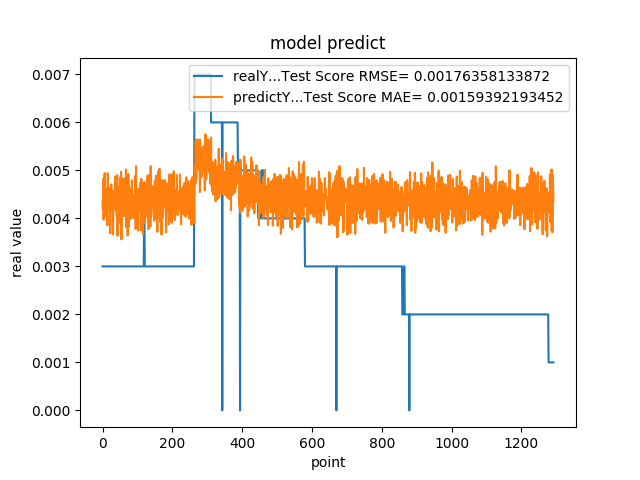 model predict
realY...Test Score RMSE= 0.00176358133872
predictY...Test Score MAE= 0.00159392193452
0.007
0.006
0.005
0.004
0.003
0.002
0.001
0.000
real value
0 200 400 600 800 1000 1200
point